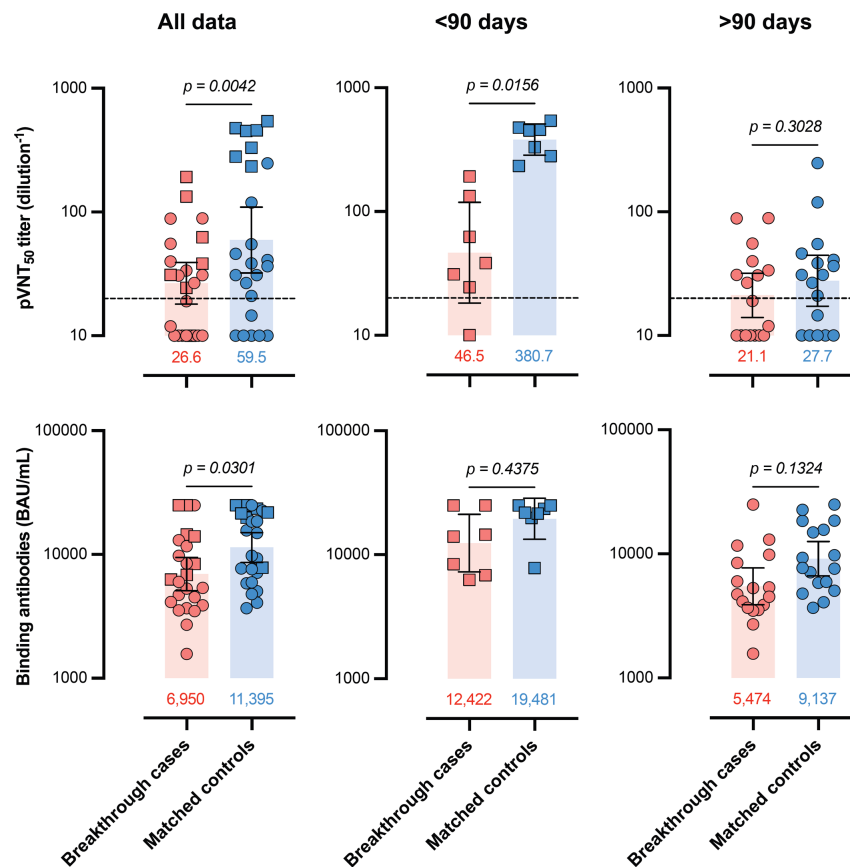 All data
<90 days
>90 days
pVNT50 titer (dilution-1)
1000
100
10
p = 0.0042
26.6
59.5
1000
100
10
p = 0.0156
46.5
380.7
1000
100
10
p = 0.3028
21.1
27.7
Binding antibodies (BAU/mL)
100000
10000
1000
p = 0.0301
6,950
11,395
100000
10000
1000
p = 0.4375
12,422
19,481
100000
10000
1000
p = 0.1324
5,474
9,137
Breakthrough cases
Matched controls
Breakthrough cases
Matched controls
Breakthrough cases
Matched controls